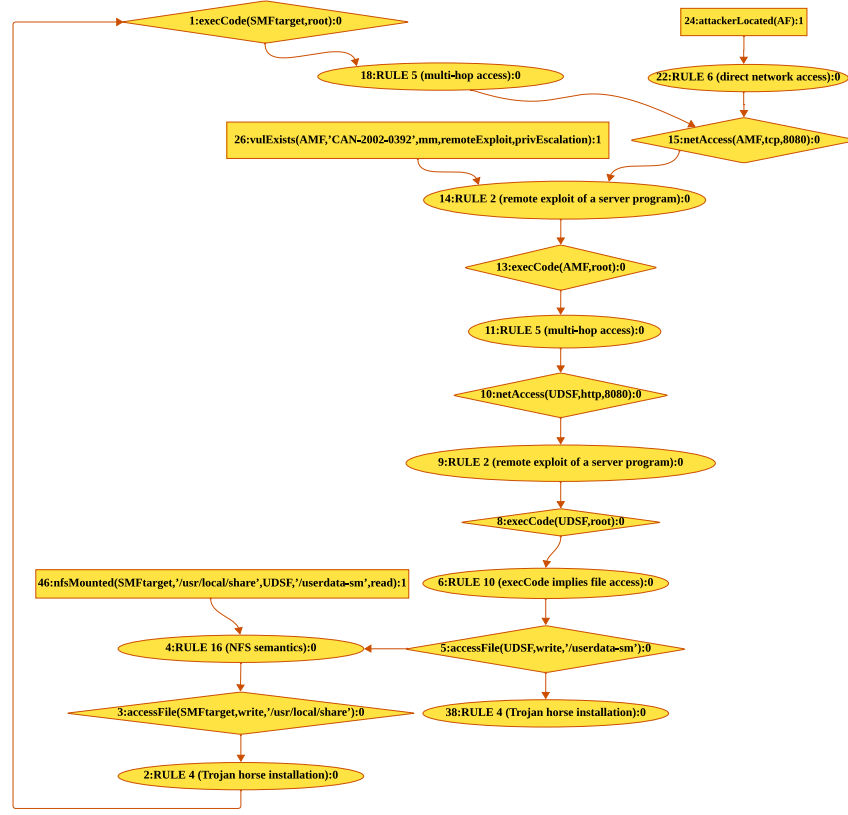 1:execCode(SMFtarget,root):0
24:attackerLocated(AF):1
18:RULE 5 (multi-hop access):0
22:RULE 6 (direct network access):0
26:vulExists(AMF,'CAN-2002-0392',mm,remoteExploit,privEscalation):1
15:netAccess(AMF,tcp,8080):0
14:RULE 2 (remote exploit of a server program):0
13:execCode(AMF,root):0
11:RULE 5 (multi-hop access):0
10:netAccess(UDSF,http,8080):0
9:RULE 2 (remote exploit of a server program):0
8:execCode(UDSF,root):0
46:nfsMounted(SMFtarget,'/usr/local/share',UDSF,'/userdata-sm',read):1
6:RULE 10 (execCode implies file access):0
4:RULE 16 (NFS semantics):0
5:accessFile(UDSF,write,'/userdata-sm'):0
3:accessFile(SMFtarget,write,'/usr/local/share'):0
38:RULE 4 (Trojan horse installation):0
2:RULE 4 (Trojan horse installation):0